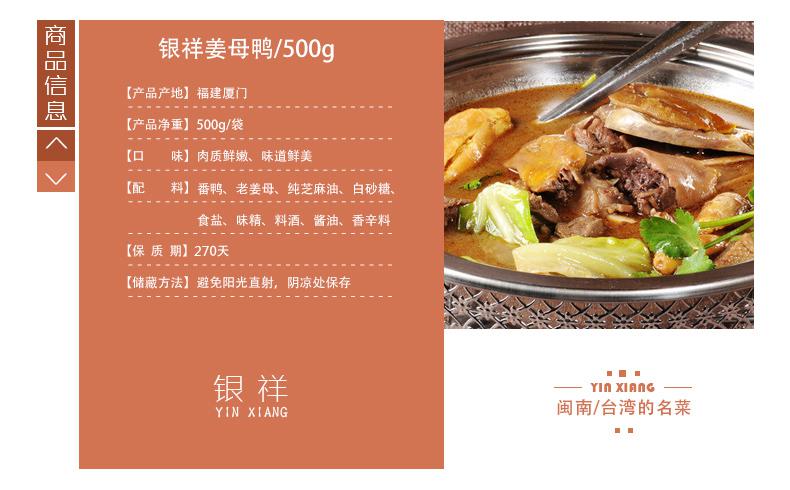 商品信息
银祥姜母鸭/500g
【产品产地】福建厦门
【产品净重】500g/袋
【口 味】肉质鲜嫩、味道鲜美
【配 料】番鸭、老姜母、纯芝麻油、白砂糖、
食盐、味精、料酒、酱油、香辛料
【保 质 期】270天
【储藏方法】避免阳光直射，阴凉处保存
银祥
YIN XIANG
YIN XIANG
闽南/台湾的名菜